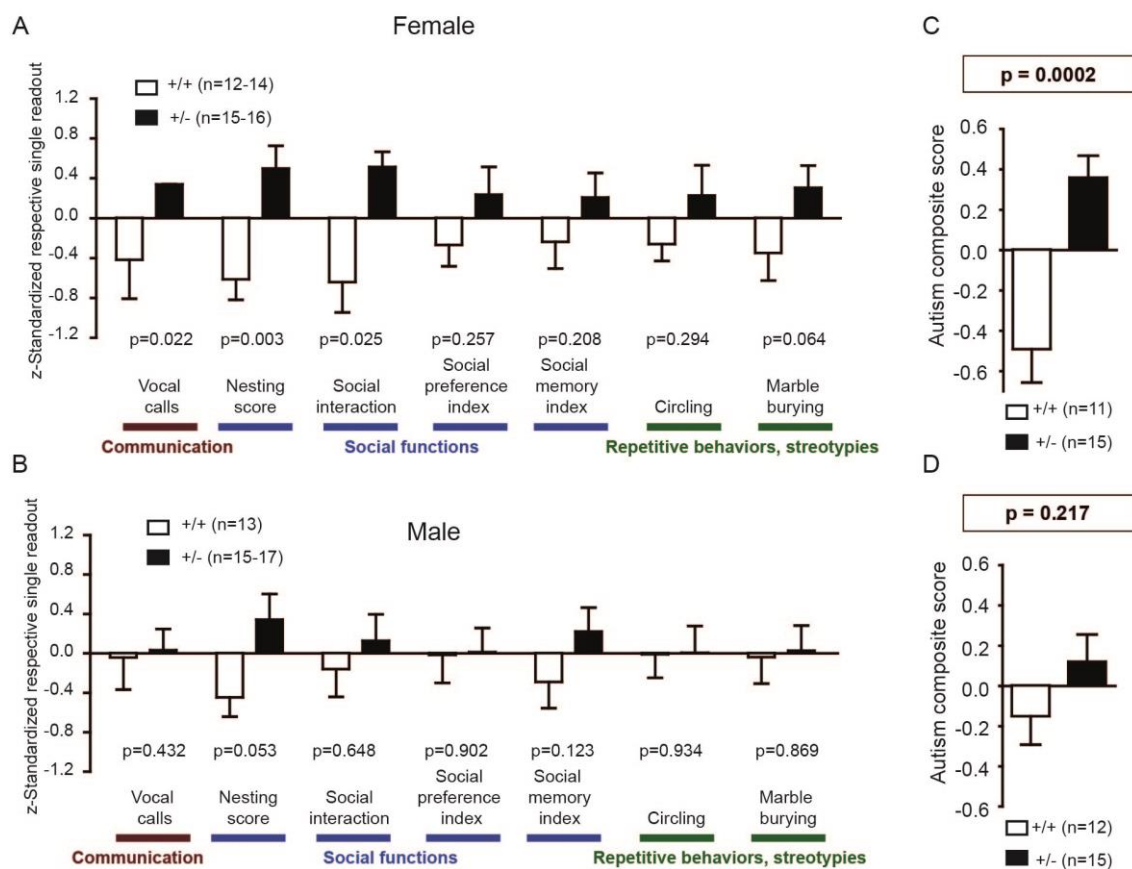 A
Female
+/+ (n=12-14)
+/- (n=15-16)
z-Standardized respective single readout
1.2
0.8
0.4
0.0
-0.4
-0.8
-1.2
p=0.022 p=0.003 p=0.025 p=0.257 p=0.208 p=0.294 p=0.064
Vocal calls
Nesting score
Social interaction
Social preference index
Social memory index
Circling
Marble burying
Communication Social functions Repetitive behaviors, streotypies
C
p = 0.0002
Autism composite score
0.6
0.4
0.2
0.0
-0.2
-0.4
-0.6
+/+ (n=11)
+/- (n=15)
B
Male
+/+ (n=13)
+/- (n=15-17)
z-Standardized respective single readout
1.2
0.8
0.4
0.0
-0.4
-0.8
-1.2
p=0.432 p=0.053 p=0.648 p=0.902 p=0.123 p=0.934 p=0.869
Vocal calls
Nesting score
Social interaction
Social preference index
Social memory index
Circling
Marble burying
Communication Social functions Repetitive behaviors, streotypies
D
p = 0.217
Autism composite score
0.6
0.4
0.2
0.0
-0.2
-0.4
-0.6
+/+ (n=12)
+/- (n=15)